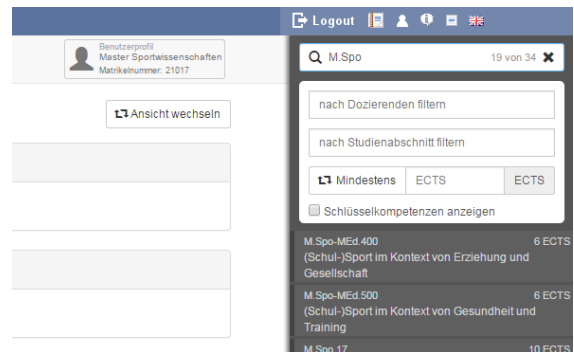 Logout
Benutzerprofil
Master Sportwissenschaften
Matrikelnummer: 21017
Ansicht wechseln
M.Spo 19 von 34
nach Dozierenden filtern
nach Studienabschnitt filtern
Mindestens ECTS ECTS
Schlüsselkompetenzen anzeigen
M.Spo-MEd.400 6 ECTS
(Schul-)Sport im Kontext von Erziehung und
Gesellschaft
M.Spo-MEd.500 6 ECTS
(Schul-)Sport im Kontext von Gesundheit und
Training
M.Spo.17 10 ECTS